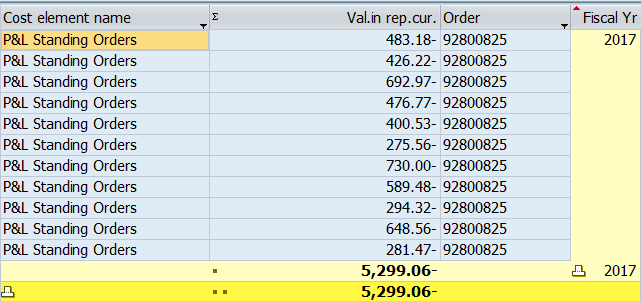 Cost element name Σ Val.in rep.cur. Order Fiscal Yr
P&L Standing Orders 483.18- 92800825 2017
P&L Standing Orders 426.22- 92800825
P&L Standing Orders 692.97- 92800825
P&L Standing Orders 476.77- 92800825
P&L Standing Orders 400.53- 92800825
P&L Standing Orders 275.56- 92800825
P&L Standing Orders 730.00- 92800825
P&L Standing Orders 589.48- 92800825
P&L Standing Orders 294.32- 92800825
P&L Standing Orders 648.56- 92800825
P&L Standing Orders 281.47- 92800825
5,299.06- 2017
5,299.06-